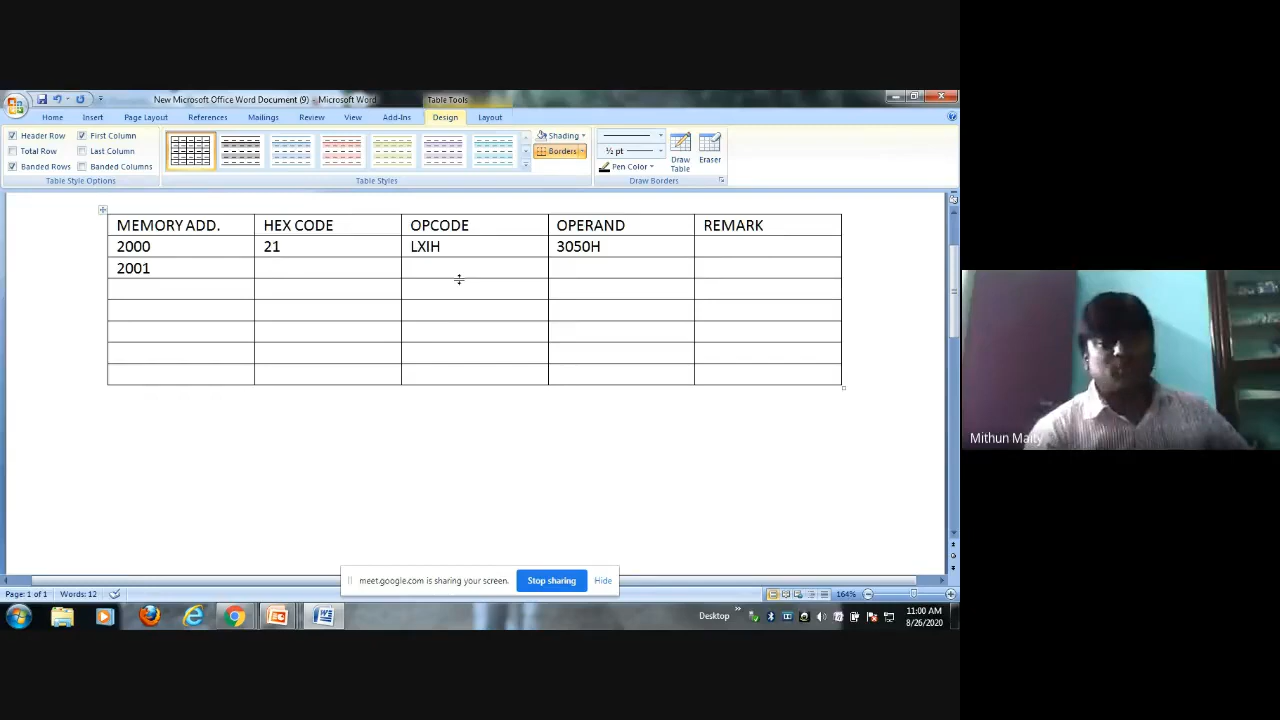 New Microsoft Office Word Document (9) - Microsoft Word
Table Tools
Home Insert Page Layout References Mailings Review View Add-Ins Design Layout
Header Row First Column
Total Row Last Column
Banded Rows Banded Columns
Table Style Options
Table Styles
Shading
Borders
½ pt
Pen Color
Draw Table
Eraser
Draw Borders
MEMORY ADD. HEX CODE OPCODE OPERAND REMARK
2000 21 LXIH 3050H
2001
Mithun Maity
meet.google.com is sharing your screen. Stop sharing Hide
Page: 1 of 1 Words: 12 164%
Desktop
11:00 AM
8/26/2020